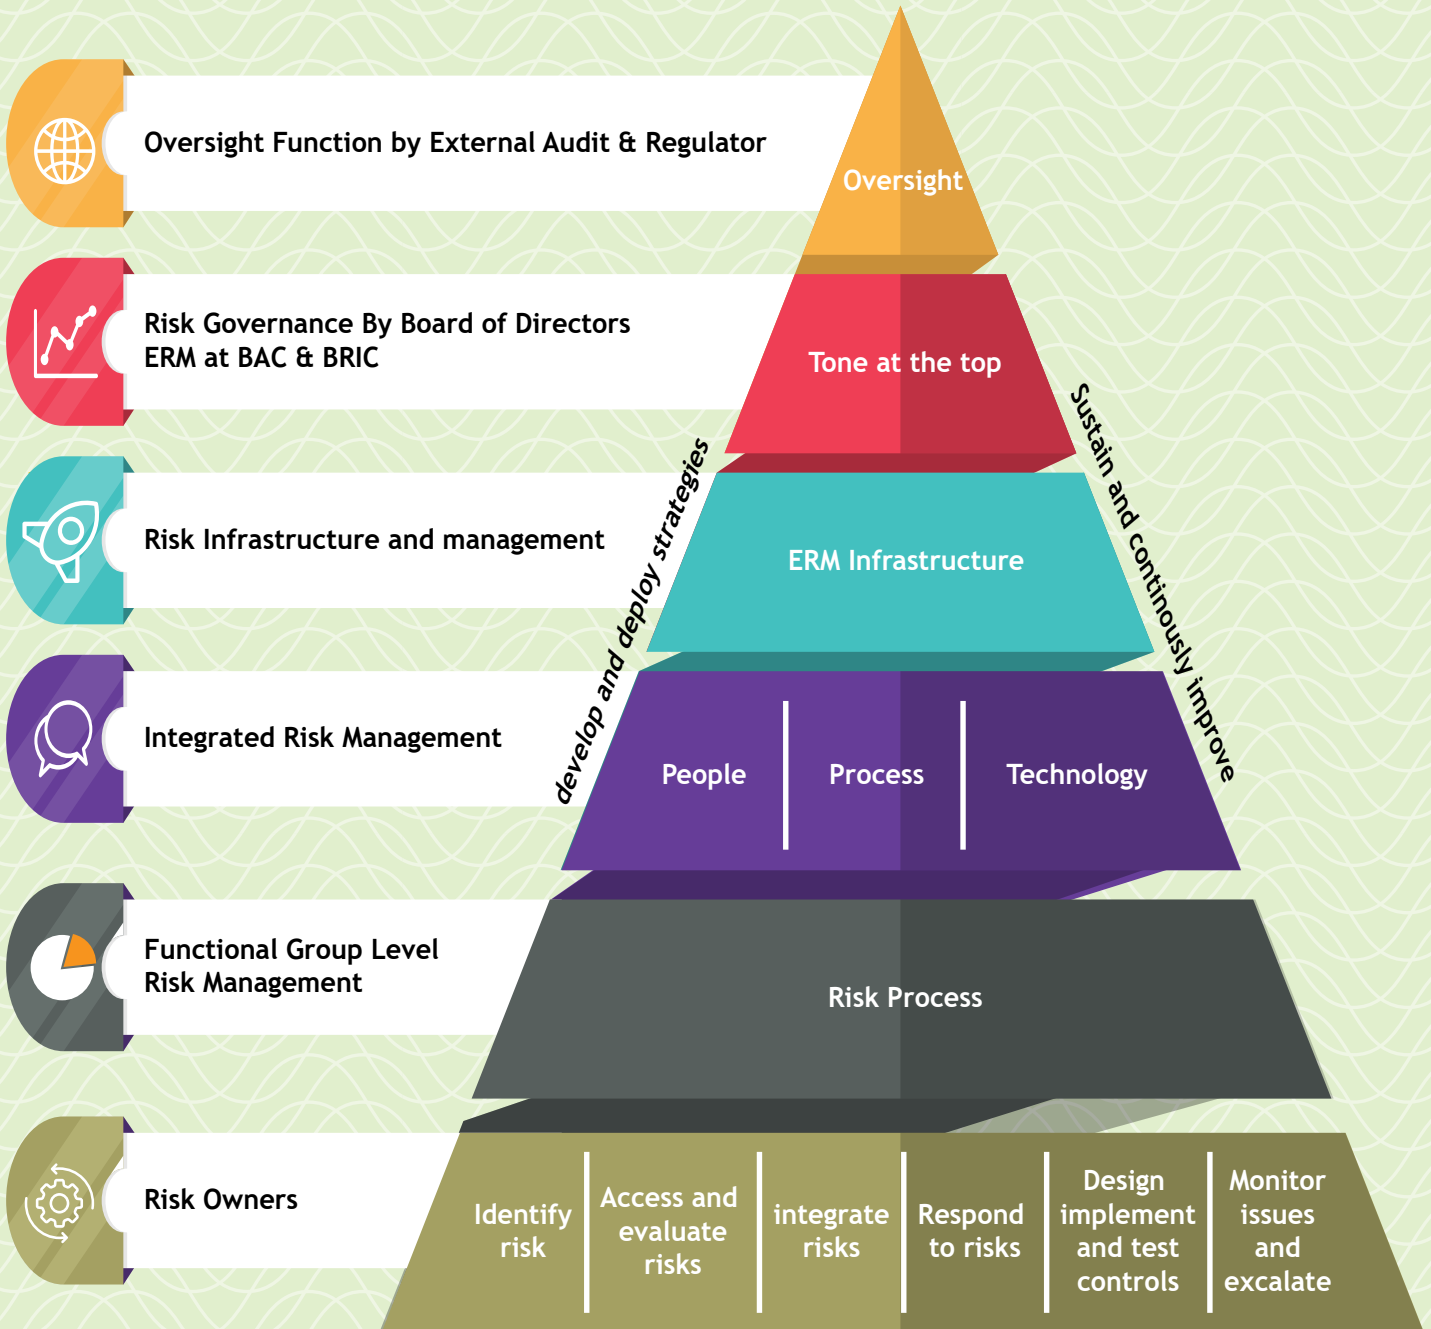 Oversight Function by External Audit & Regulator
Oversight
Risk Governance By Board of Directors
ERM at BAC & BRIC
Tone at the top
Risk Infrastructure and management
ERM Infrastructure
develop and deploy strategies
Sustain and continously improve
Integrated Risk Management
People
Process
Technology
Functional Group Level
Risk Management
Risk Process
Risk Owners
Identify
risk
Access and
evaluate
risks
integrate
risks
Respond
to risks
Design
implement
and test
controls
Monitor
issues
and
excalate